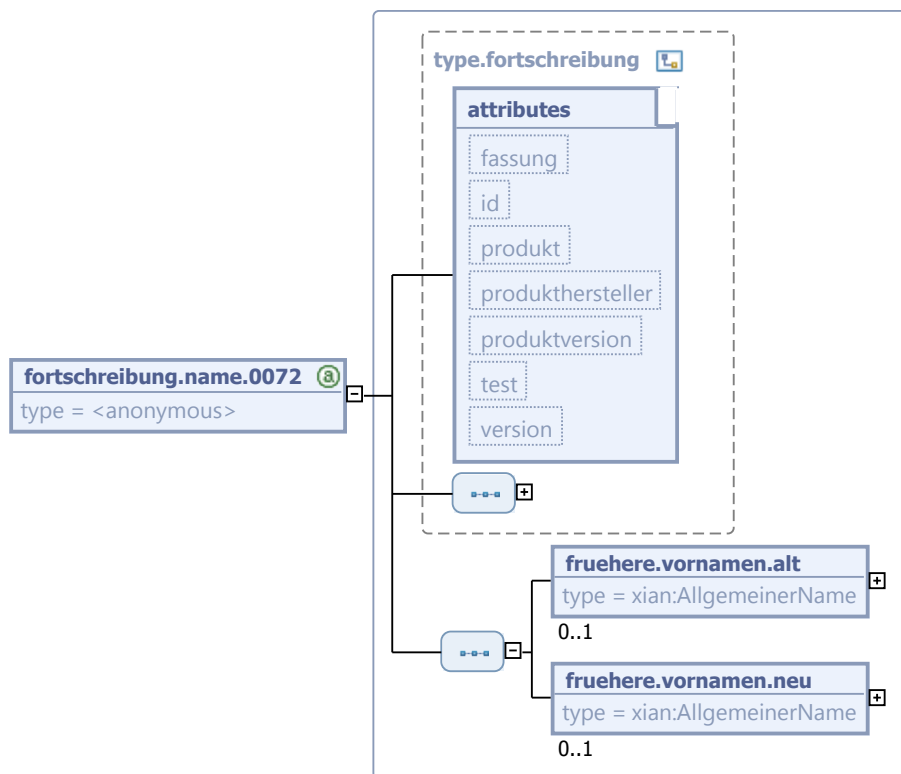 type.fortschreibung
attributes
fassung
id
produkt
produkthersteller
produktversion
test
version
fortschreibung.name.0072 a
type = <anonymous>
fruehere.vornamen.alt
type = xian:AllgemeinerName
0..1
fruehere.vornamen.neu
type = xian:AllgemeinerName
0..1